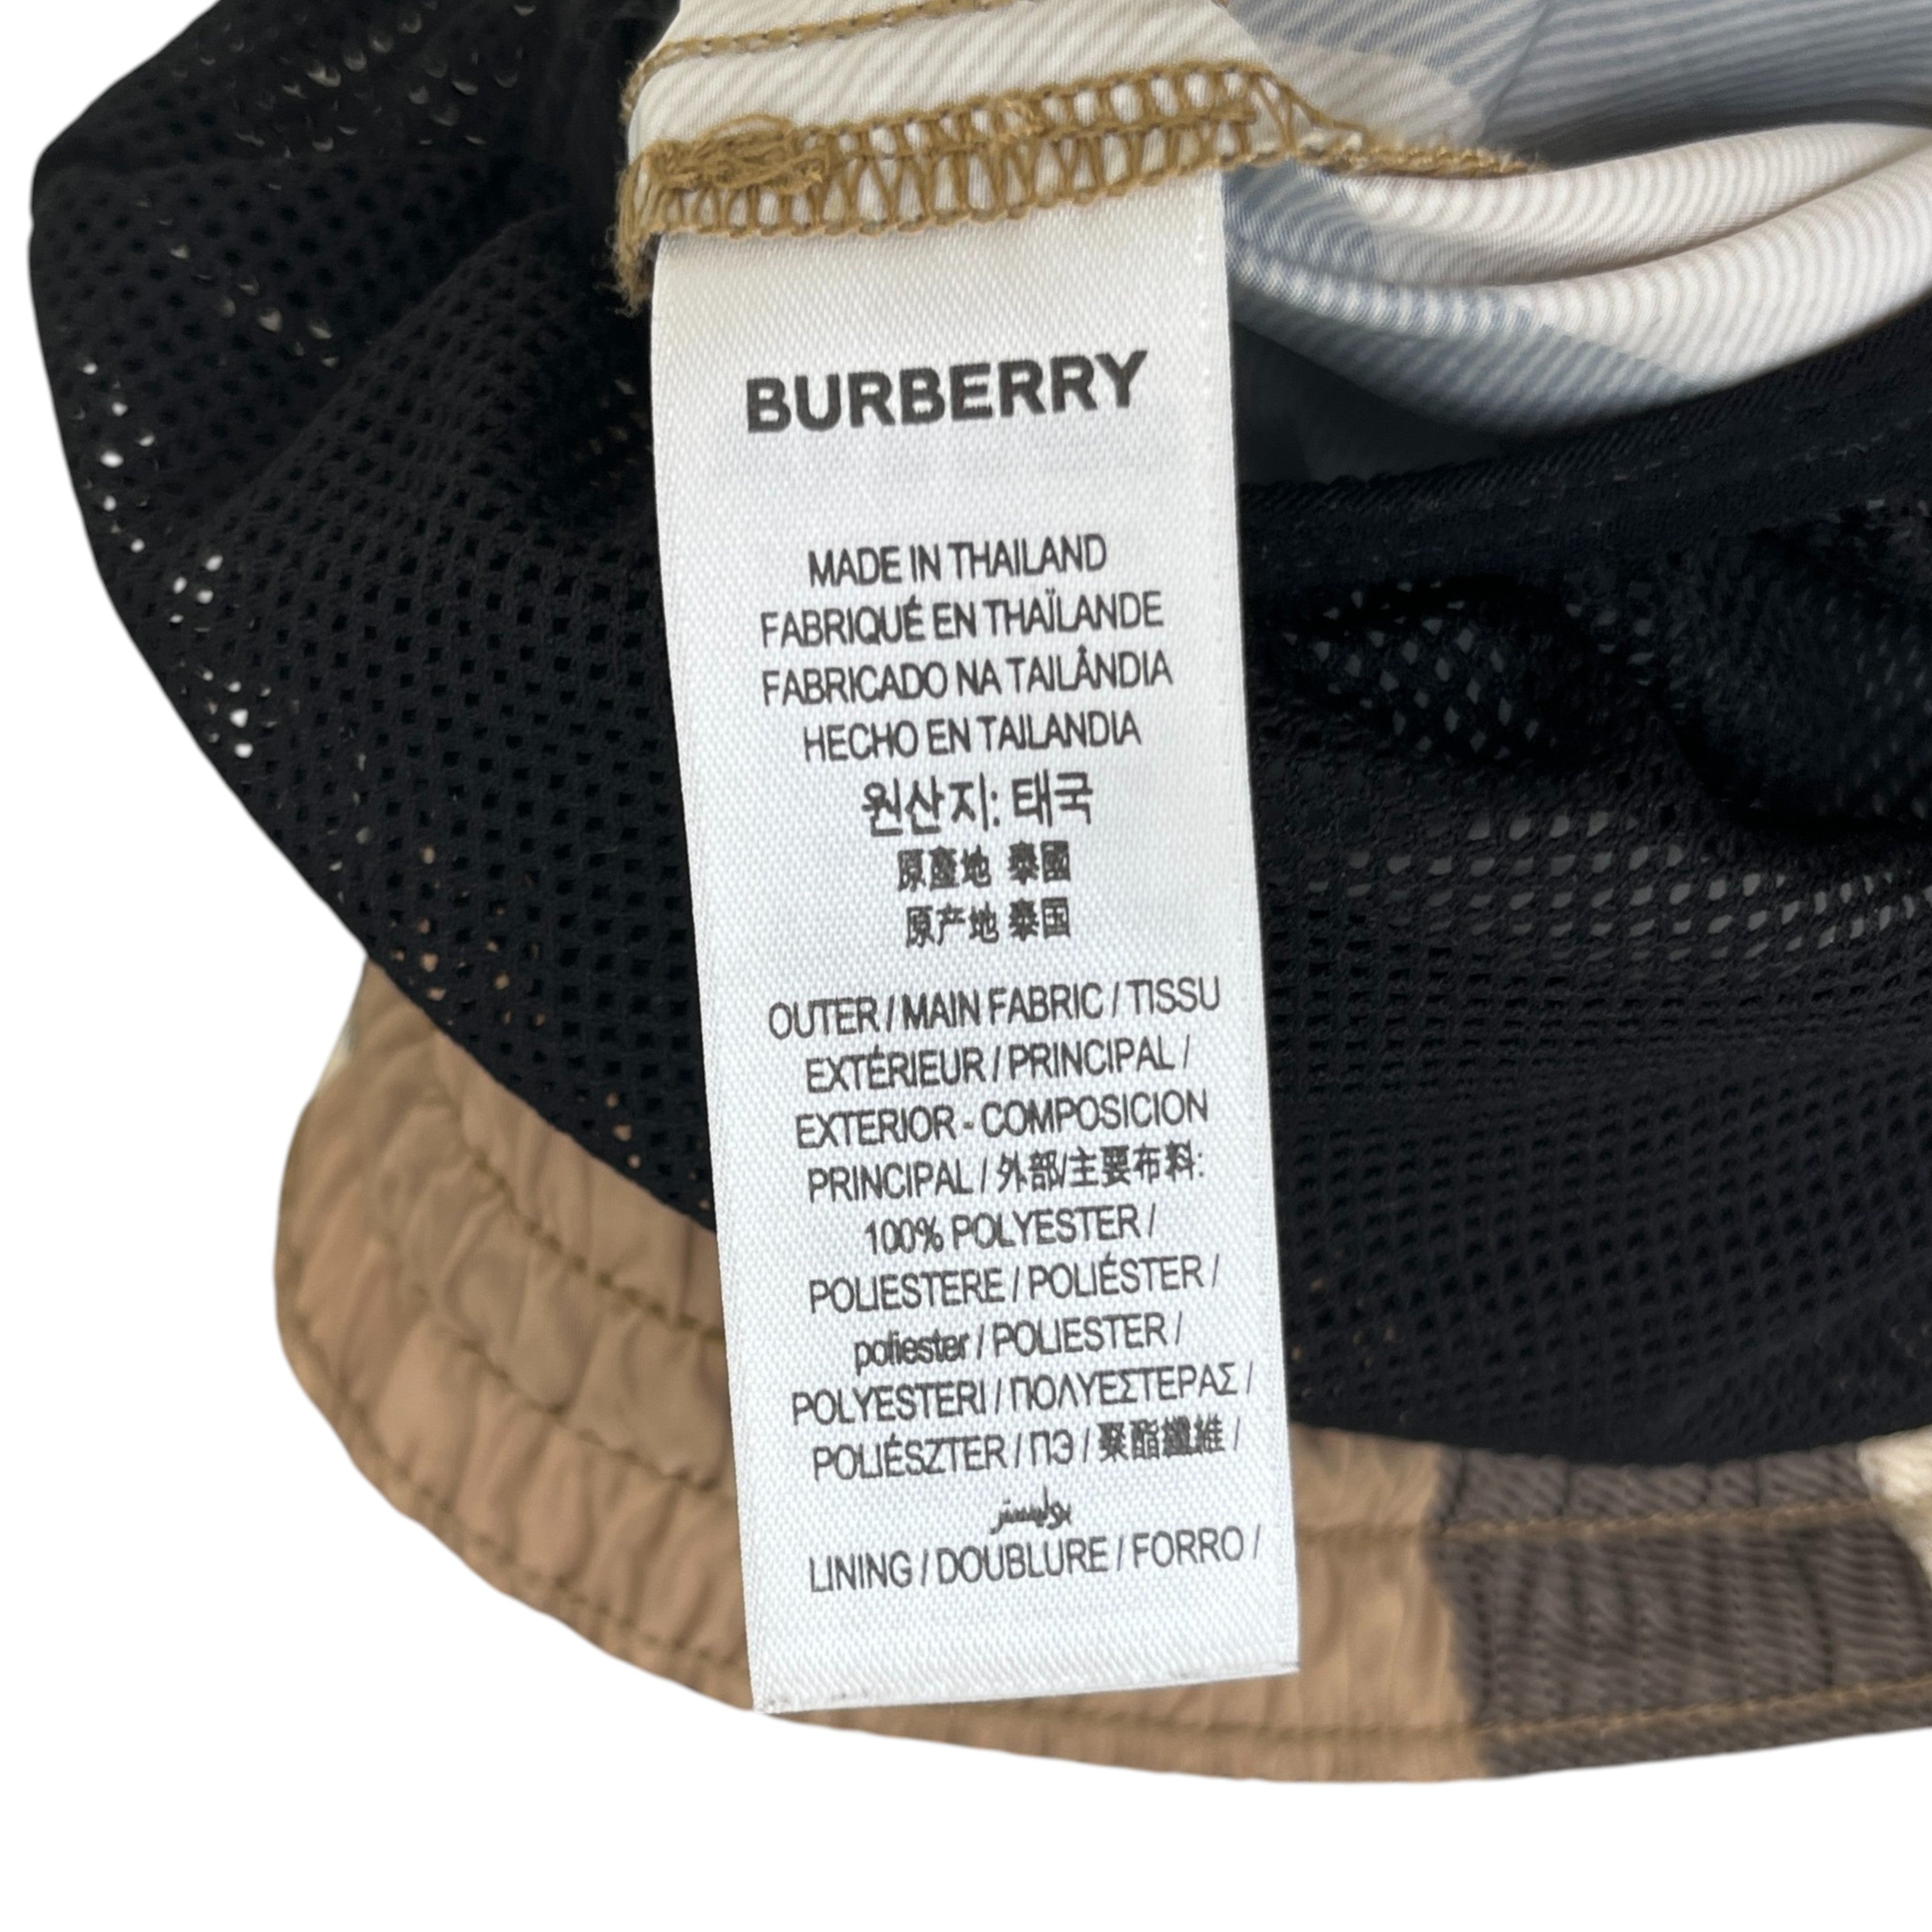 BURBERRY
MADE IN THAILAND
FABRIQUÉ EN THAÏLANDE
FABRICADO NA TAILÂNDIA
HECHO EN TAILANDIA
원산지: 태국
原產地 泰國
原产地 泰国
OUTER / MAIN FABRIC / TISSU
EXTÉRIEUR / PRINCIPAL /
EXTERIOR - COMPOSICION
PRINCIPAL / 外部/主要布料:
100% POLYESTER /
POLIESTERE / POLIÉSTER /
poliester / POLIESTER /
POLYESTERI / ΠΟΛΥΕΣΤΕΡΑΣ /
POLIÉSZTER / ПЭ / 聚酯纖維 /
بوليستر
LINING / DOUBLURE / FORRO /